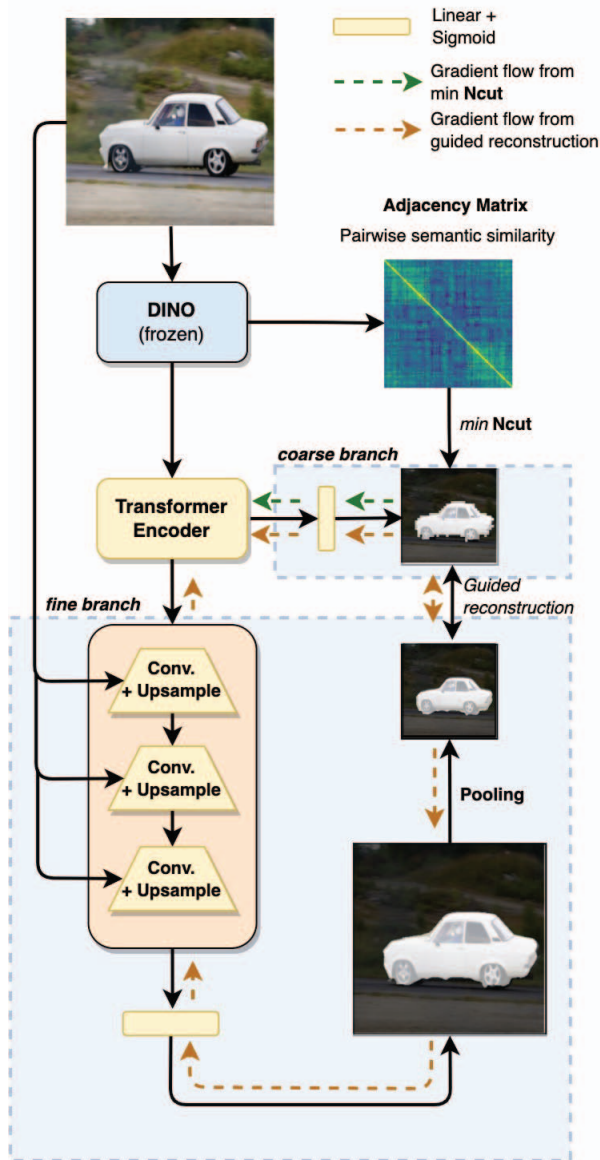 Linear +
Sigmoid
Gradient flow from
min Ncut
Gradient flow from
guided reconstruction
Adjacency Matrix
Pairwise semantic similarity
DINO
(frozen)
min Ncut
coarse branch
Transformer
Encoder
Guided
reconstruction
fine branch
Conv.
+ Upsample
Conv.
+ Upsample
Conv.
+ Upsample
Pooling